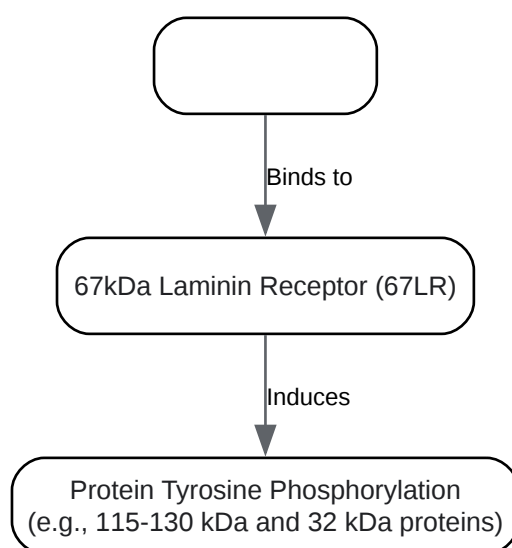 Binds to
67kDa Laminin Receptor (67LR)
Induces
Protein Tyrosine Phosphorylation
(e.g., 115-130 kDa and 32 kDa proteins)